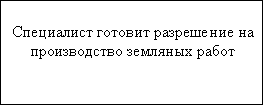 Специалист готовит разрешение на
производство земляных работ